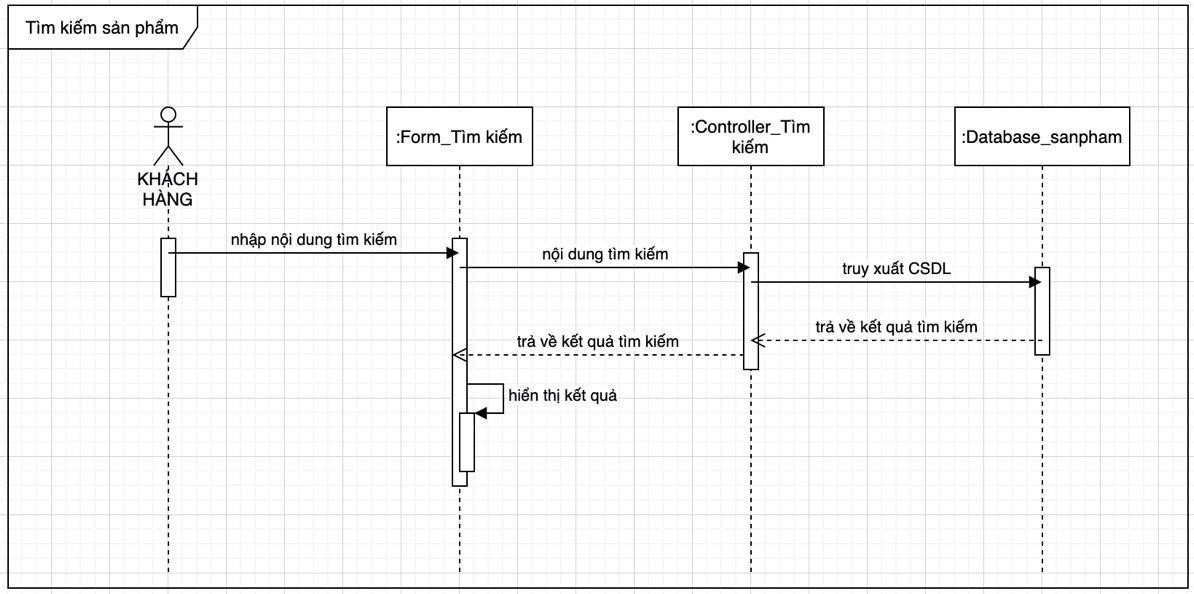 Tìm kiếm sản phẩm
KHÁCH
HÀNG
:Form_Tìm kiếm
:Controller_Tìm
kiếm
:Database_sanpham
nhập nội dung tìm kiếm
nội dung tìm kiếm
truy xuất CSDL
trả về kết quả tìm kiếm
trả về kết quả tìm kiếm
hiển thị kết quả